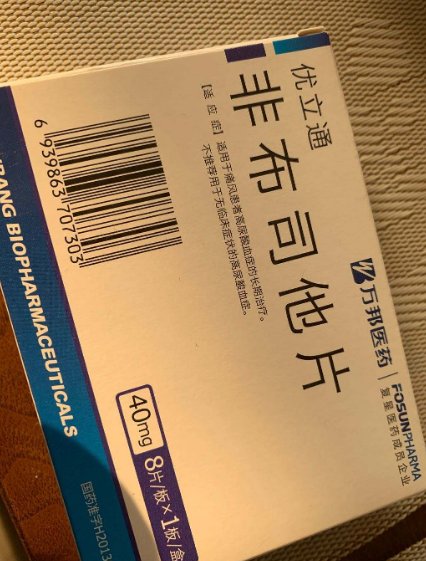 优立通
非布司他片
【适 应 症】适用于痛风患者高尿酸血症的长期治疗。
不推荐用于无临床症状的高尿酸血症。
万邦医药 FOSUNPHARMA
复星医药成员企业
6 939863 707303
40mg 8片/板×1板/盒
BANG BIOPHARMACEUTICALS
国药准字H2013